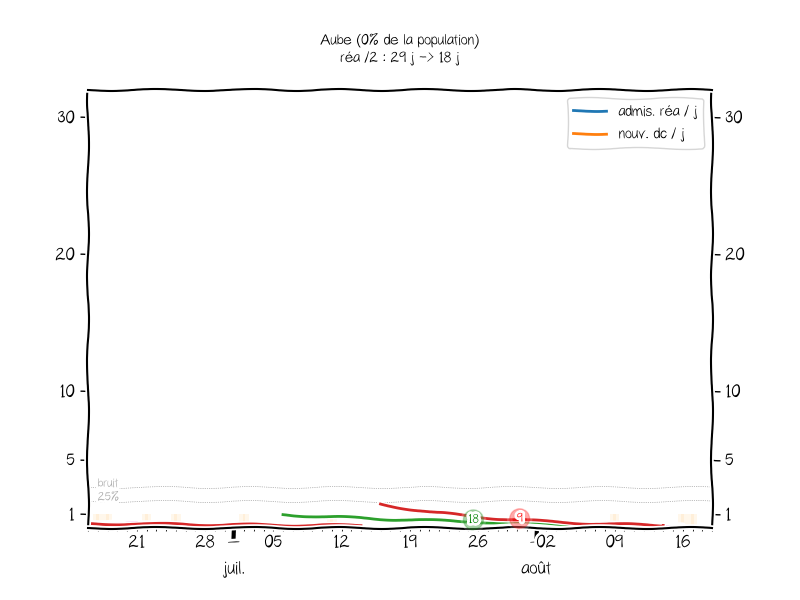 Aube (0% de la population)
réa /2 : 29 j -> 18 j
admis. réa / j
nouv. dc / j
30 30
20 20
10 10
5 5
bruit
25%
1 1
18 9
21 28 05 12 19 26 02 09 16
juil. août